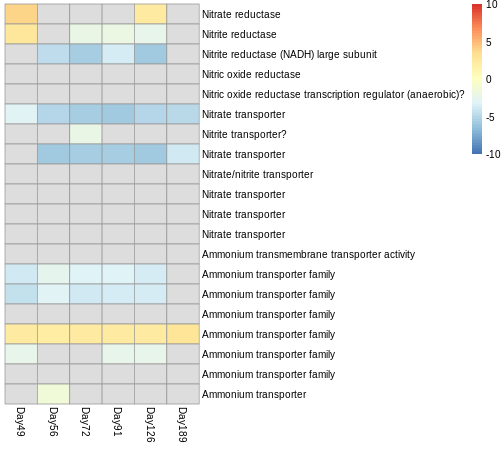 Nitrate reductase
Nitrite reductase
Nitrite reductase (NADH) large subunit
Nitric oxide reductase
Nitric oxide reductase transcription regulator (anaerobic)?
Nitrate transporter
Nitrite transporter?
Nitrate transporter
Nitrate/nitrite transporter
Nitrate transporter
Nitrate transporter
Nitrate transporter
Ammonium transmembrane transporter activity
Ammonium transporter family
Ammonium transporter family
Ammonium transporter family
Ammonium transporter family
Ammonium transporter family
Ammonium transporter family
Ammonium transporter
Day49
Day56
Day72
Day91
Day126
Day189
10
5
0
-5
-10